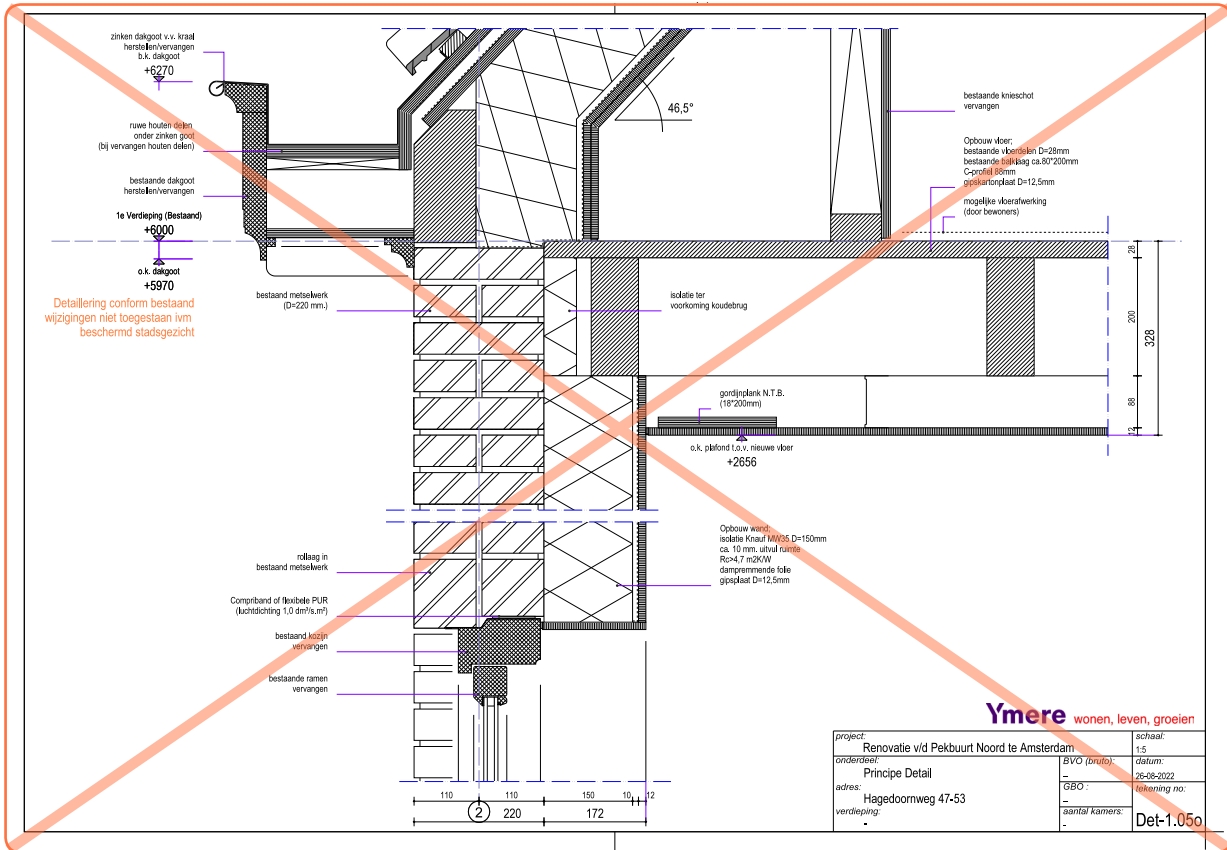 zinken dakgoot v.v. kraal
herstellen/vervangen
b.k. dakgoot
+6270
ruwe houten delen
onder zinken goot
(bij vervangen houten delen)
bestaande dakgoot
herstellen/vervangen
1e Verdieping (Bestaand)
+6000
o.k. dakgoot
+5970
Detaillering conform bestaand
wijzigingen niet toegestaan ivm
beschermd stadsgezicht
bestaand metselwerk
(D=220 mm.)
rollaag in
bestaand metselwerk
Compriband of flexibele PUR
(luchtdichting 1,0 dm³/s.m²)
bestaand kozijn
vervangen
bestaande ramen
vervangen
46,5°
bestaande knieschot
vervangen
Opbouw vloer;
bestaande vloerdelen D=28mm
bestaande balklaag ca.80*200mm
C-profiel 88mm
gipskartonplaat D=12,5mm
mogelijke vloerafwerking
(door bewoners)
isolatie ter
voorkoming koudebrug
gordijnplank N.T.B.
(18*200mm)
o.k. plafond t.o.v. nieuwe vloer
+2656
28
200
88
12
328
Opbouw wand;
isolatie Knauf MW35 D=150mm
ca. 10 mm. uitvul ruimte
Rc>4,7 m2K/W
dampremmende folie
gipsplaat D=12,5mm
110
110
150
10
12
2
220
172
Ymere wonen, leven, groeien
project:
Renovatie v/d Pekbuurt Noord te Amsterdam
schaal:
1:5
onderdeel:
Principe Detail
BVO (bruto):
–
datum:
26-08-2022
adres:
Hagedoornweg 47-53
GBO :
–
tekening no:
verdieping:
-
aantal kamers:
-
Det-1.05o